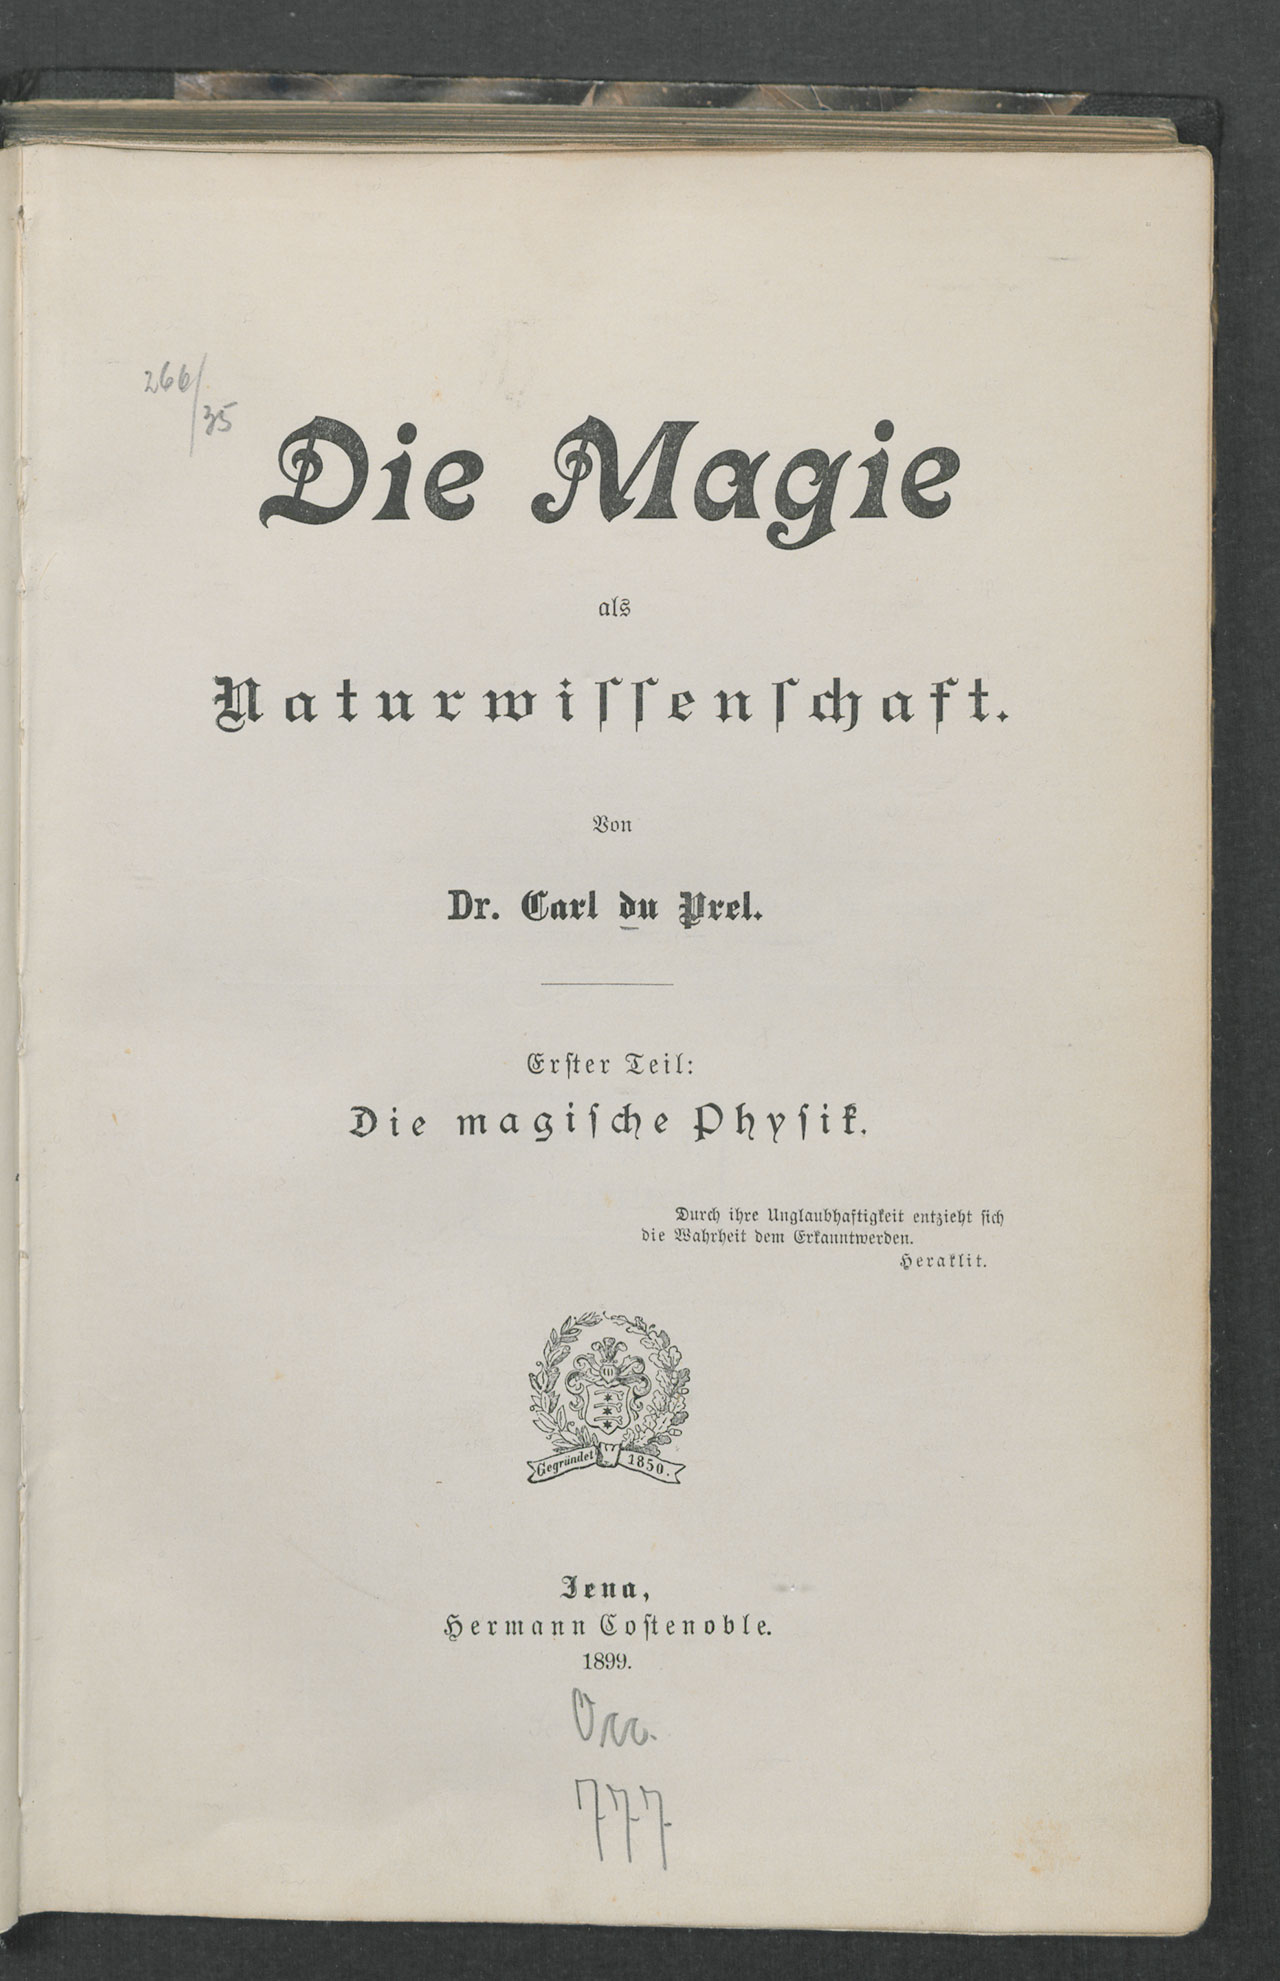 266/35
Die Magie
als
Naturwiſſenſchaft.
Von
Dr. Carl du Prel.
Erſter Teil:
Die magiſche Phyſik.
Durch ihre Unglaubhaftigkeit entzieht ſich
die Wahrheit dem Erkanntwerden.
Heraklit.
Gegründet 1850.
Jena,
Hermann Coſtenoble.
1899.
777